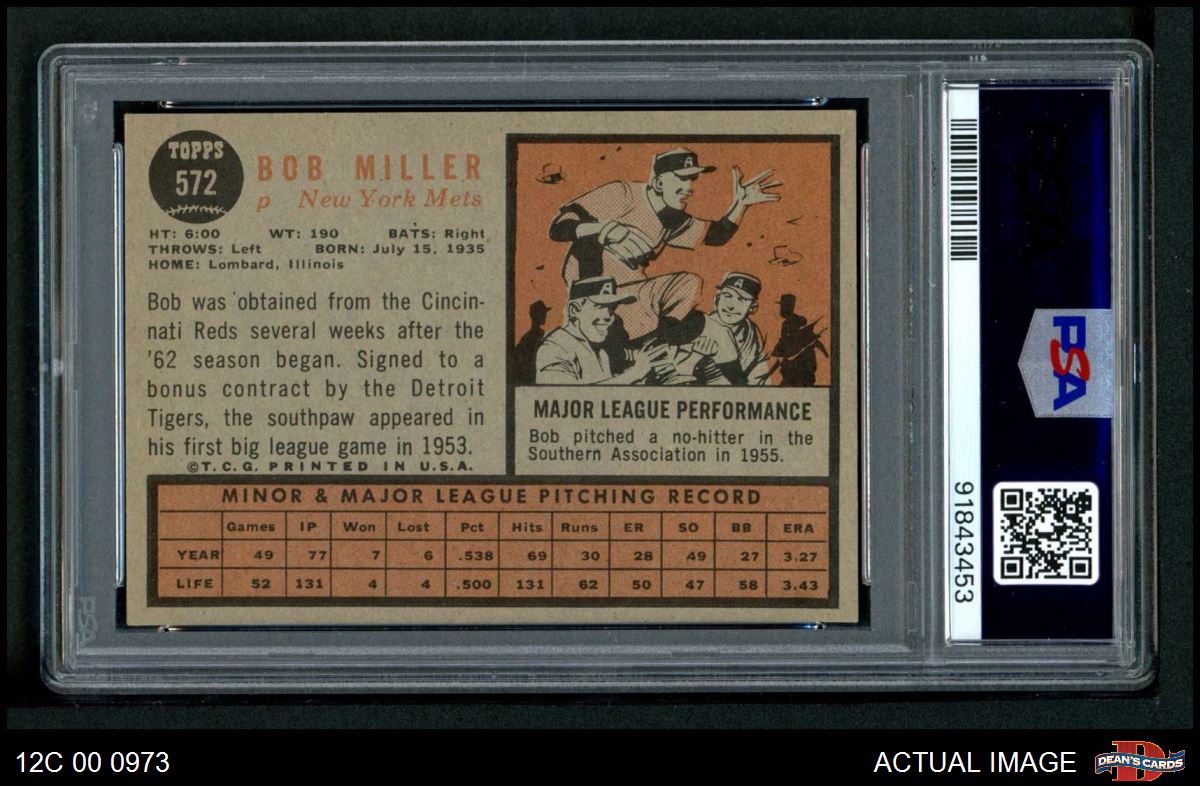 TOPPS
572
BOB MILLER
p New York Mets
HT: 6:00 WT: 190 BATS: Right
THROWS: Left BORN: July 15, 1935
HOME: Lombard, Illinois
Bob was obtained from the Cincin-
nati Reds several weeks after the
'62 season began. Signed to a
bonus contract by the Detroit
Tigers, the southpaw appeared in
his first big league game in 1953.
©T.C.G. PRINTED IN U.S.A.
A
A
A
MAJOR LEAGUE PERFORMANCE
Bob pitched a no-hitter in the
Southern Association in 1955.
MINOR & MAJOR LEAGUE PITCHING RECORD
Games IP Won Lost Pct Hits Runs ER SO BB ERA
YEAR 49 77 7 6 .538 69 30 28 49 27 3.27
LIFE 52 131 4 4 .500 131 62 50 47 58 3.43
PSA
PSA
PSA
91843453
12C 00 0973
ACTUAL IMAGE
DEAN'S CARDS